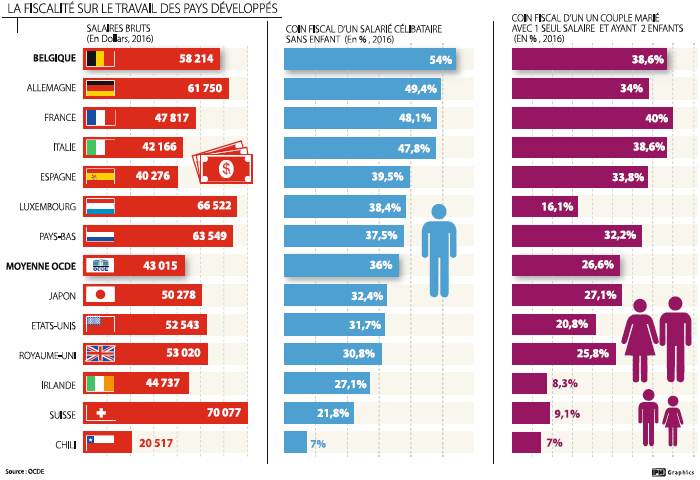 LA FISCALITÉ SUR LE TRAVAIL DES PAYS DÉVELOPPÉS
SALAIRES BRUTS
(En Dollars, 2016)
COIN FISCAL D'UN SALARIÉ CÉLIBATAIRE
SANS ENFANT (En % , 2016)
COIN FISCAL D'UN UN COUPLE MARIÉ
AVEC 1 SEUL SALAIRE ET AYANT 2 ENFANTS
(EN % , 2016)
BELGIQUE 58 214 54% 38,6%
ALLEMAGNE 61 750 49,4% 34%
FRANCE 47 817 48,1% 40%
ITALIE 42 166 47,8% 38,6%
$
ESPAGNE 40 276 39,5% 33,8%
LUXEMBOURG 66 522 38,4% 16,1%
PAYS-BAS 63 549 37,5% 32,2%
MOYENNE OCDE OCDE 43 015 36% 26,6%
JAPON 50 278 32,4% 27,1%
ETATS-UNIS 52 543 31,7% 20,8%
ROYAUME-UNI 53 020 30,8% 25,8%
IRLANDE 44 737 27,1% 8,3%
SUISSE 70 077 21,8% 9,1%
CHILI 20 517 7% 7%
Source : OCDE
IPM Graphics